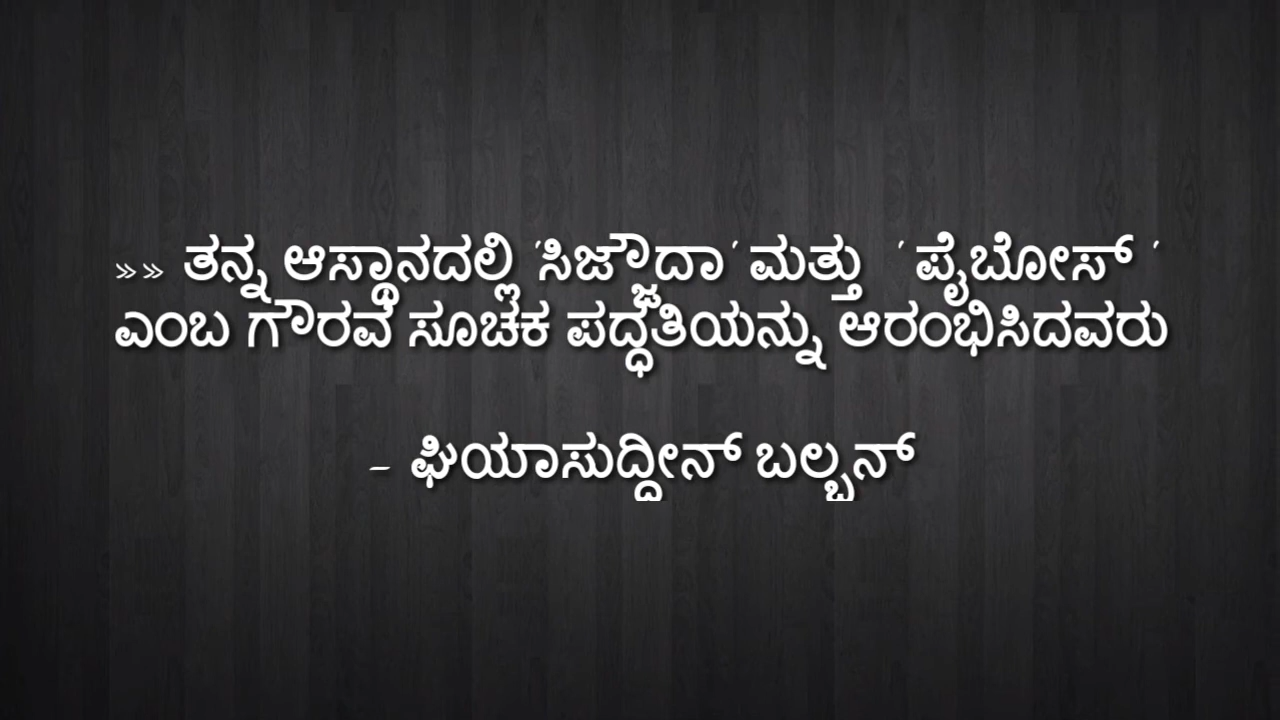 »» ತನ್ನ ಆಸ್ಥಾನದಲ್ಲಿ 'ಸಿಜ್ಜೌದಾ' ಮತ್ತು ' ಪೈಬೋಸ್ '
ಎಂಬ ಗೌರವ ಸೂಚಕ ಪದ್ಧತಿಯನ್ನು ಆರಂಭಿಸಿದವರು
- ಘಿಯಾಸುದ್ದೀನ್ ಬಲ್ಬನ್